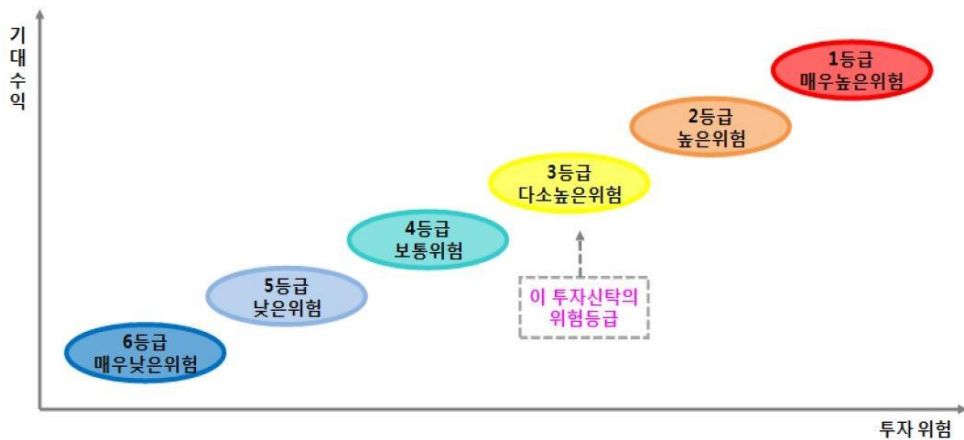 기대수익
1등급
매우높은위험
2등급
높은위험
3등급
다소높은위험
4등급
보통위험
이 투자신탁의
위험등급
5등급
낮은위험
6등급
매우낮은위험
투자 위험